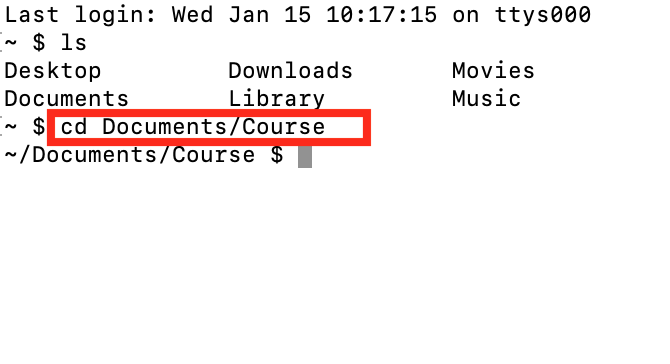 Last login: Wed Jan 15 10:17:15 on ttys000
~ $ ls
Desktop Downloads Movies
Documents Library Music
~ $ cd Documents/Course
~/Documents/Course $